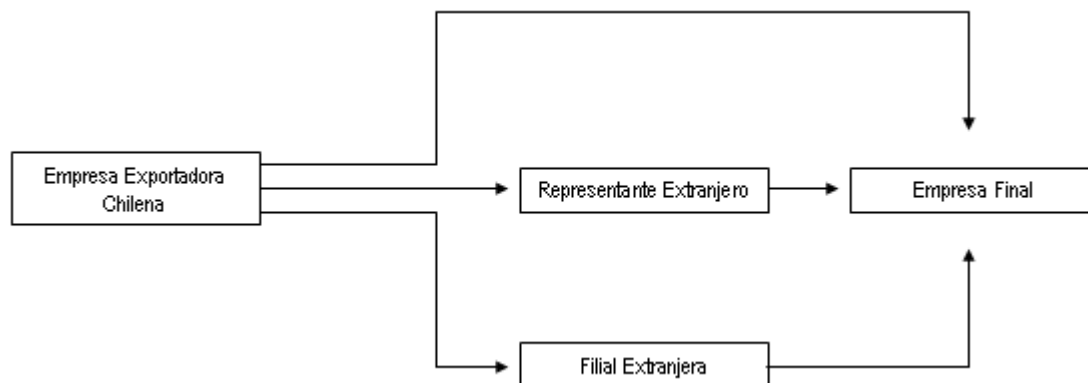 Empresa Exportadora
Chilena
Representante Extranjero
Empresa Final
Filial Extranjera